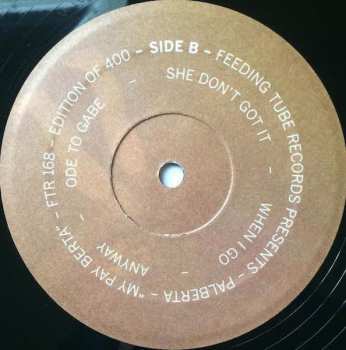 FEEDING TUBE RECORDS PRESENTS - PALBERTA - "MY PAY BERTA" - FTR 168 - EDITION OF 400 - SIDE B -
SHE DON'T GOT IT - WHEN I GO - ANYWAY - ODE TO GABE -